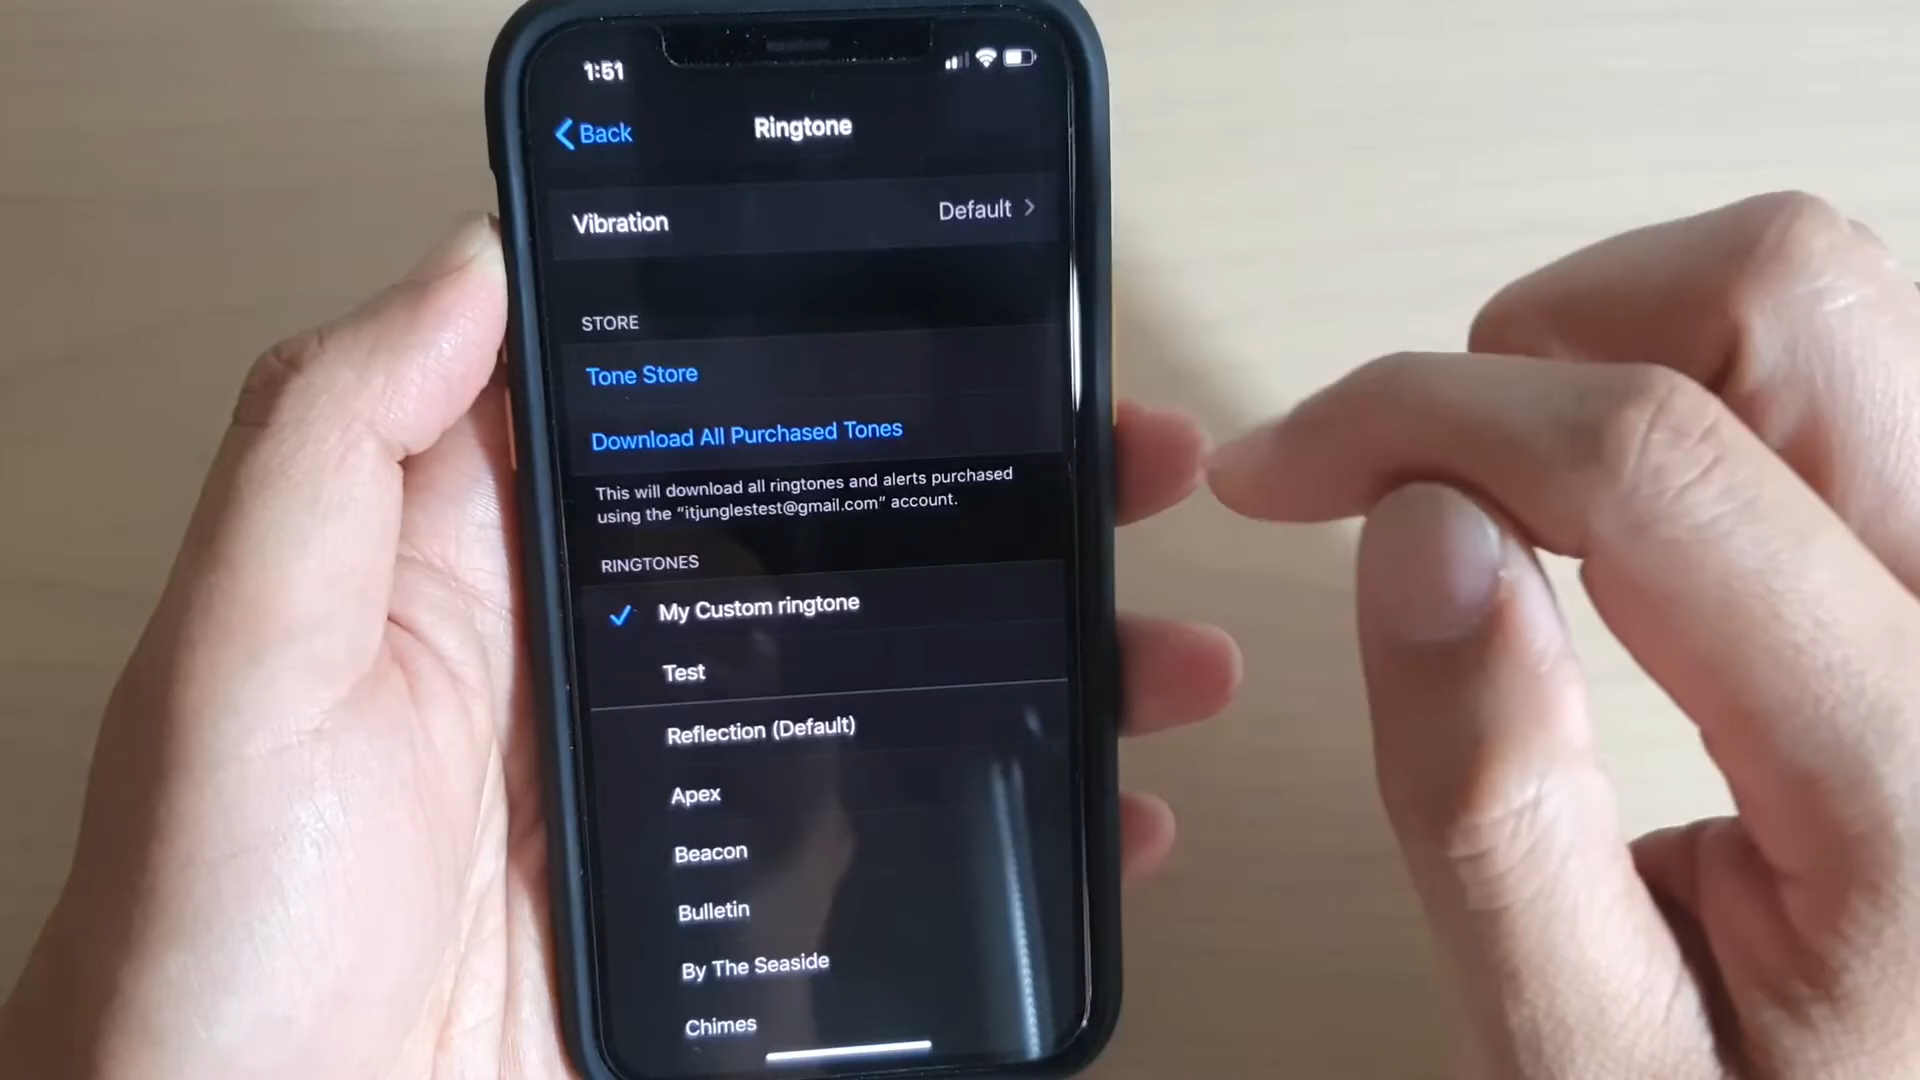 1:51
Back
Ringtone
Vibration
Default
STORE
Tone Store
Download All Purchased Tones
This will download all ringtones and alerts purchased
using the “itjunglestest@gmail.com” account.
RINGTONES
My Custom ringtone
Test
Reflection (Default)
Apex
Beacon
Bulletin
By The Seaside
Chimes